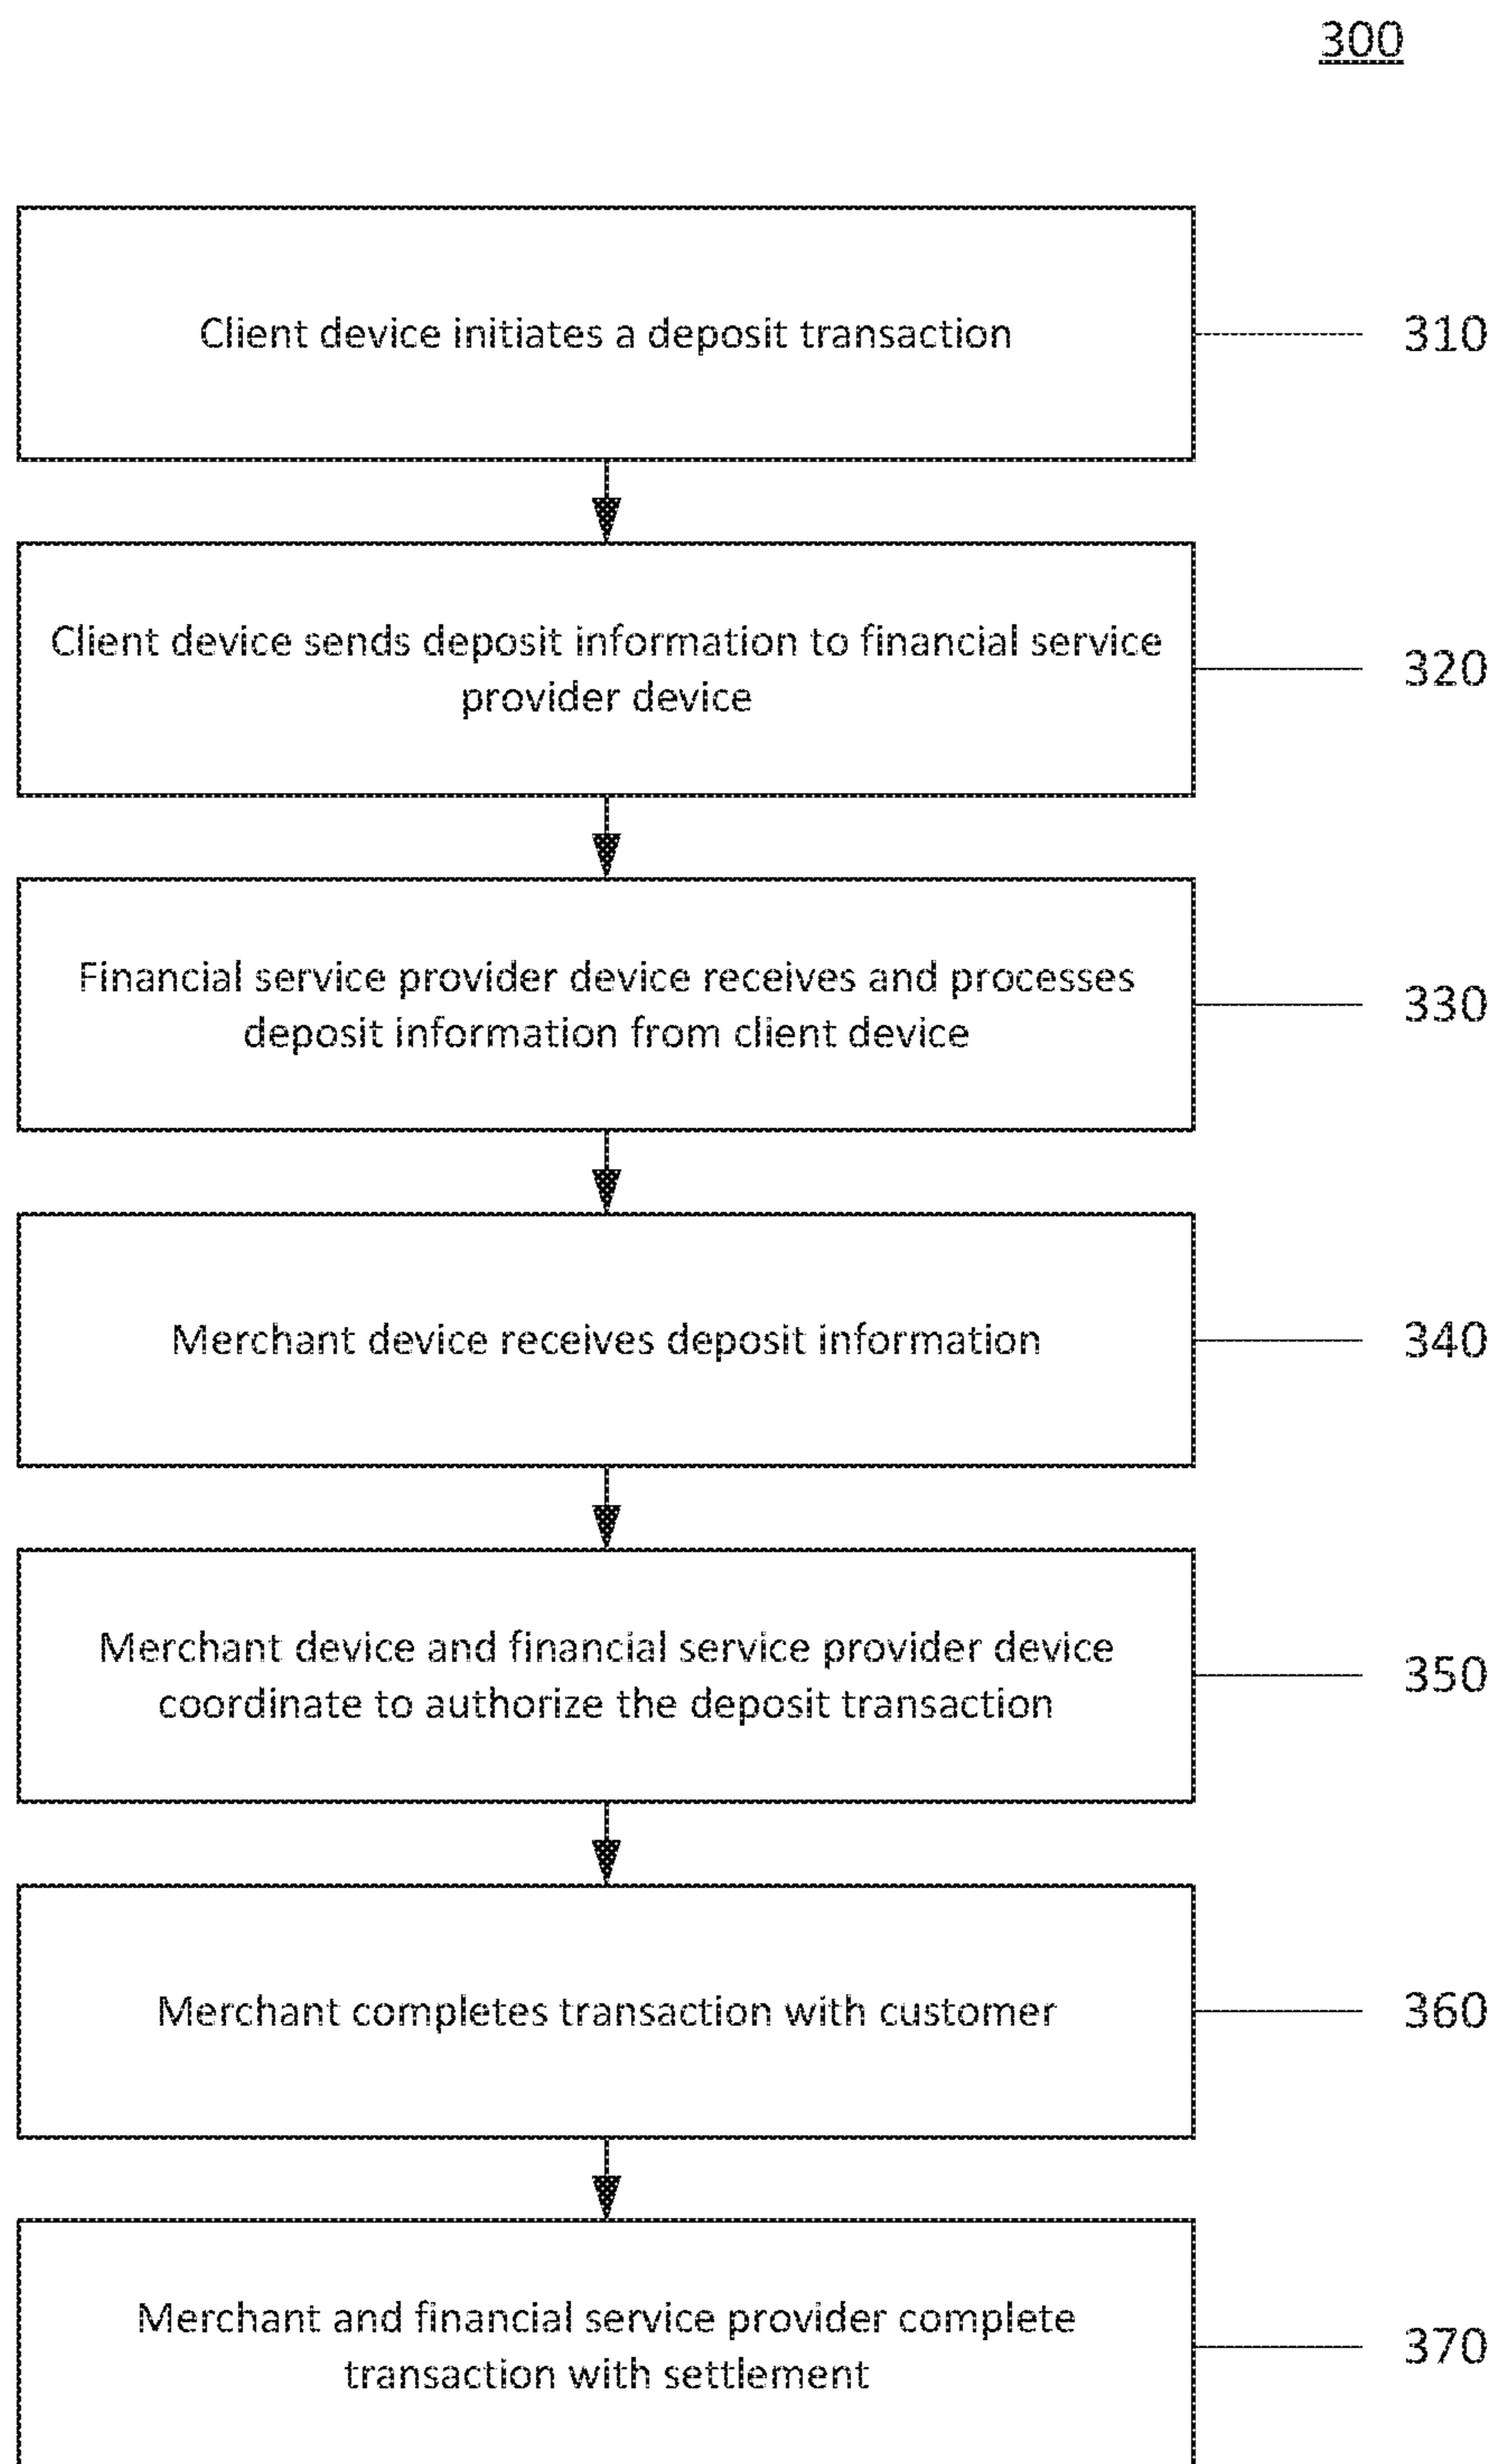 300
Client device initiates a deposit transaction
310
Client device sends deposit information to financial service
provider device
320
Financial service provider device receives and processes
deposit information from client device
330
Merchant device receives deposit information
340
Merchant device and financial service provider device
coordinate to authorize the deposit transaction
350
Merchant completes transaction with customer
360
Merchant and financial service provider complete
transaction with settlement
370